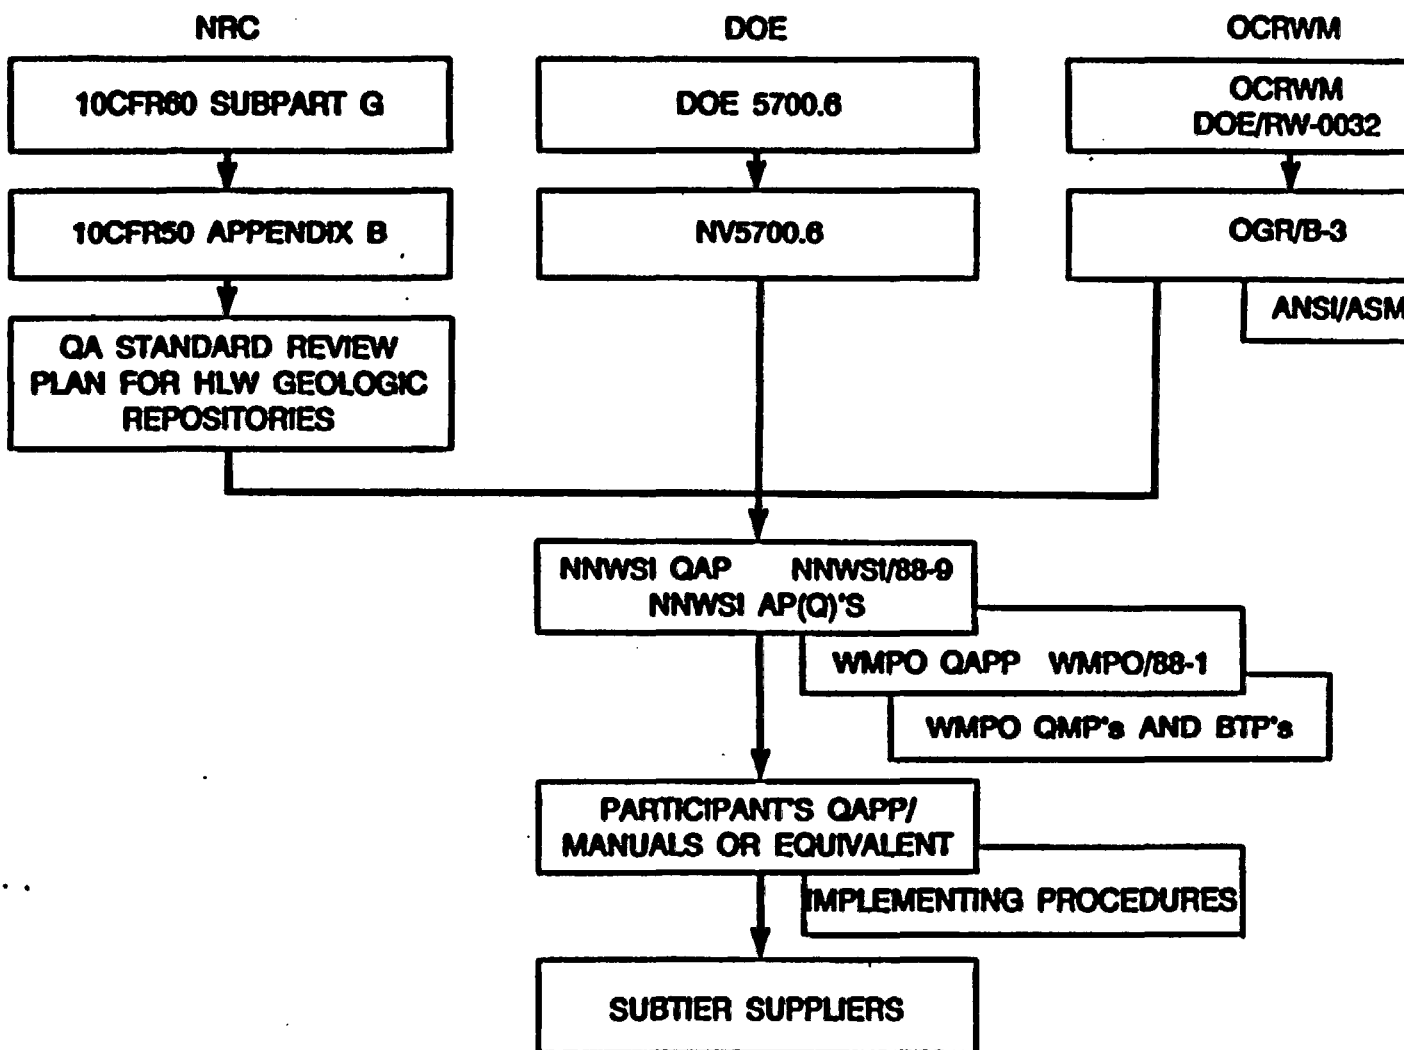 NRC
DOE
OCRWM
10CFR60 SUBPART G
DOE 5700.6
OCRWM
DOE/RW-0032
10CFR50 APPENDIX B
NV5700.6
OGR/B-3
ANSI/ASM
QA STANDARD REVIEW
PLAN FOR HLW GEOLOGIC
REPOSITORIES
NNWSI QAP NNWSI/88-9
NNWSI AP(Q)'S
WMPO QAPP WMPO/88-1
WMPO QMP's AND BTP's
PARTICIPANT'S QAPP/
MANUALS OR EQUIVALENT
IMPLEMENTING PROCEDURES
SUBTIER SUPPLIERS